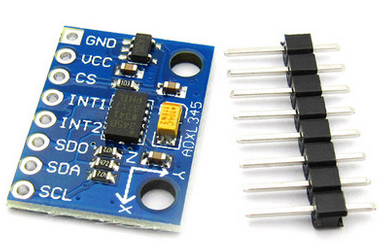 GND
VCC
CS
INT1
INT2
SDO
SDA
SCL
ADXL345
Z
Y
X